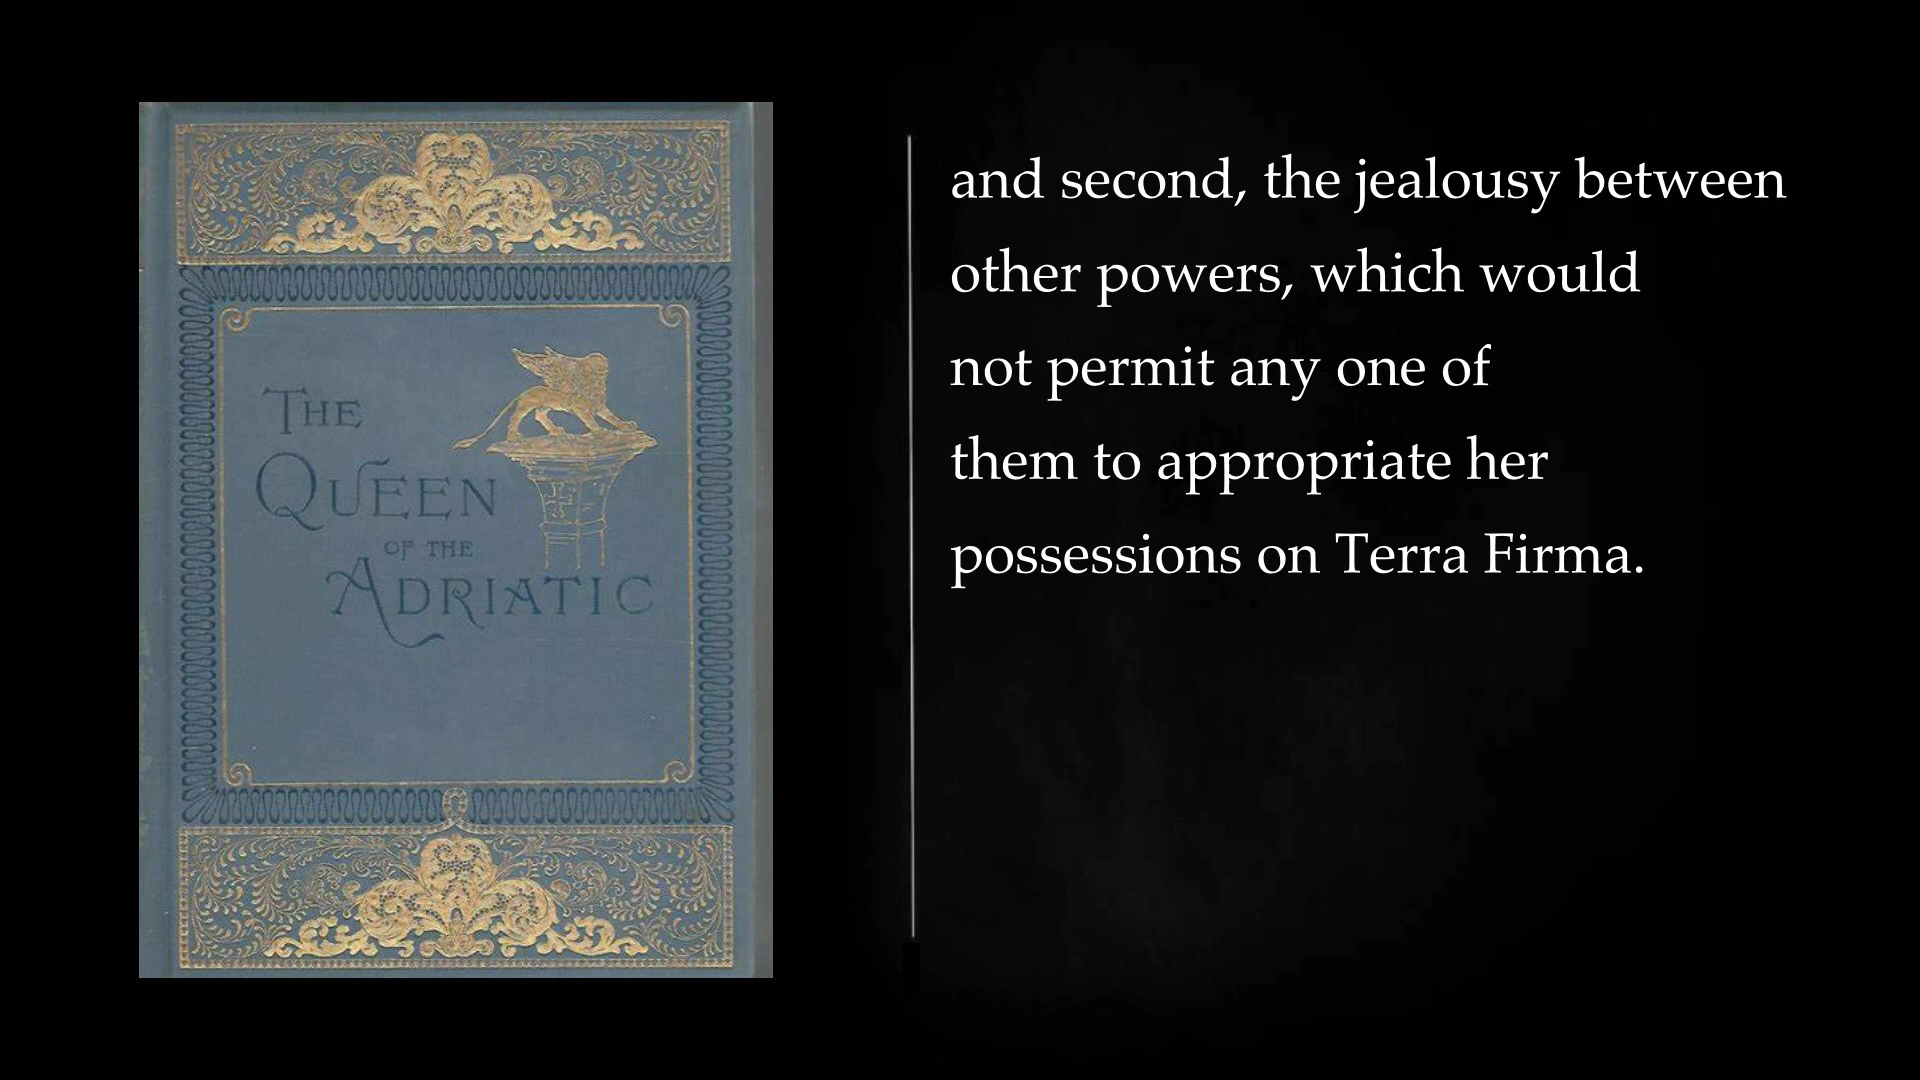 THE
QUEEN
OF THE
ADRIATIC
and second, the jealousy between
other powers, which would
not permit any one of
them to appropriate her
possessions on Terra Firma.